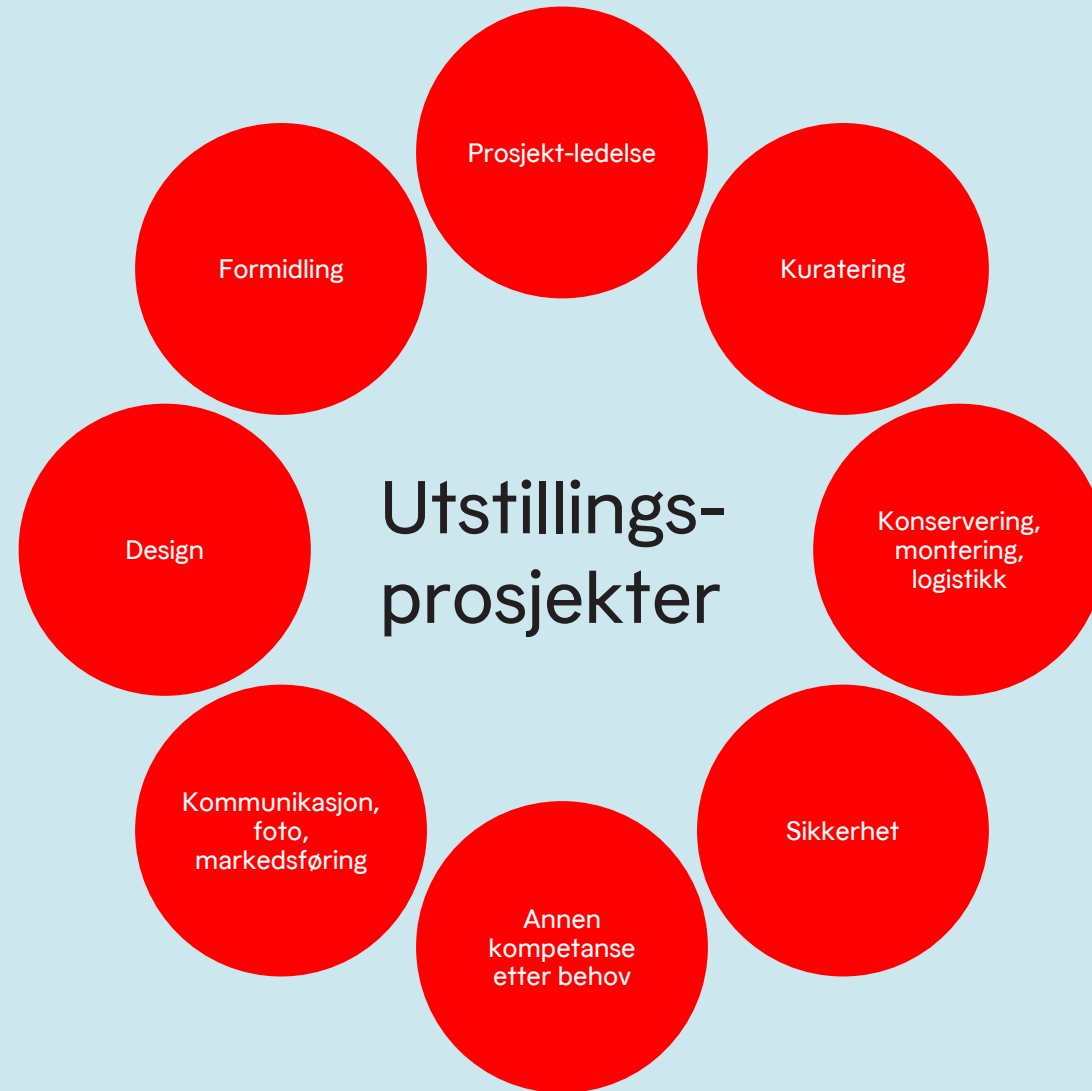 Prosjekt-ledelse
Formidling
Kuratering
Utstillings-
prosjekter
Design
Konservering,
montering,
logistikk
Kommunikasjon,
foto,
markedsføring
Sikkerhet
Annen
kompetanse
etter behov